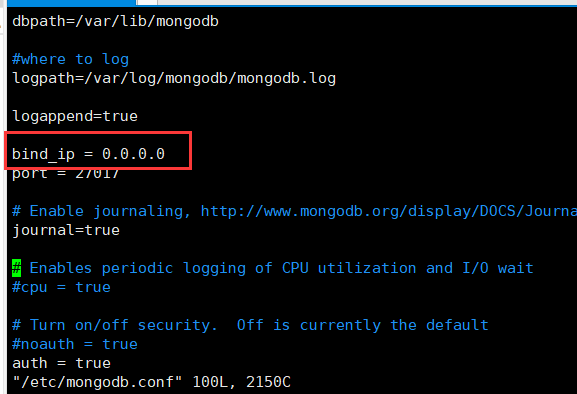 dbpath=/var/lib/mongodb
#where to log
logpath=/var/log/mongodb/mongodb.log
logappend=true
bind_ip = 0.0.0.0
port = 27017
# Enable journaling, http://www.mongodb.org/display/DOCS/Journa
journal=true
# Enables periodic logging of CPU utilization and I/O wait
#cpu = true
# Turn on/off security.  Off is currently the default
#noauth = true
auth = true
"/etc/mongodb.conf" 100L, 2150C